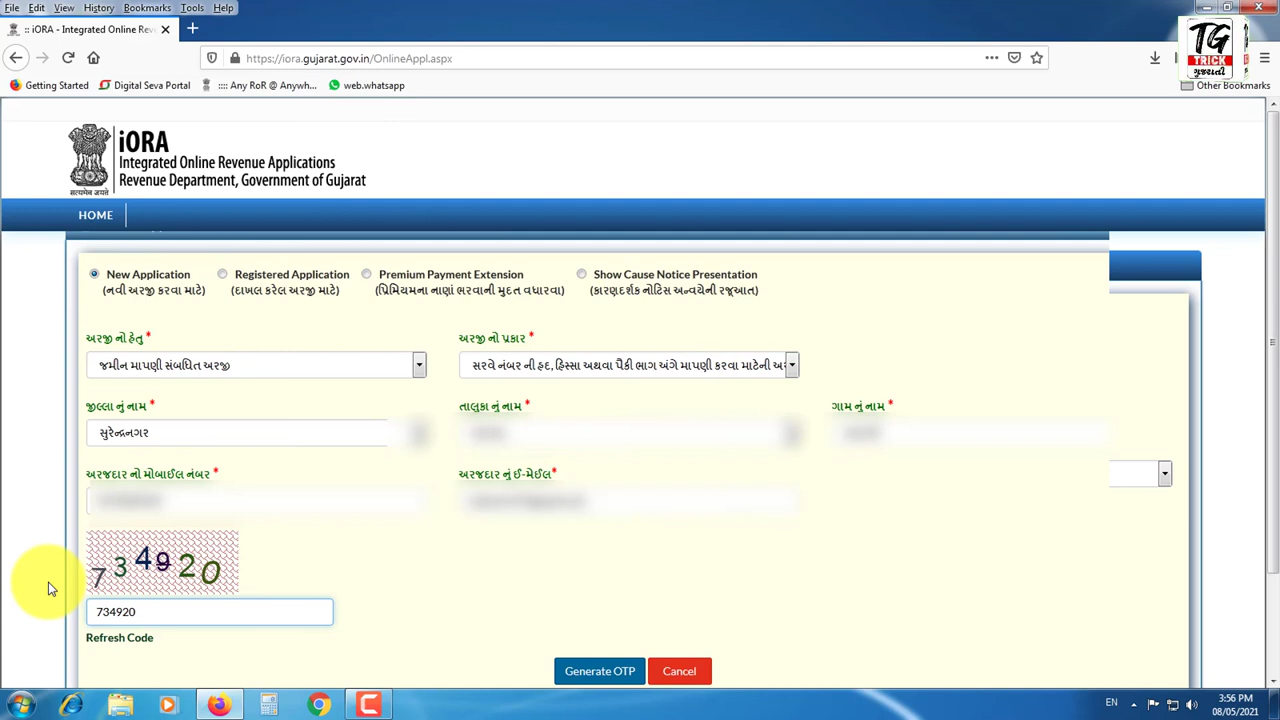 File Edit View History Bookmarks Tools Help
:: iORA - Integrated Online Rev
https://iora.gujarat.gov.in/OnlineAppl.aspx
TG
TRICK
ગુજરાતી
Getting Started Digital Seva Portal :::: Any RoR @ Anywh... web.whatsapp Other Bookmarks
iORA
Integrated Online Revenue Applications
Revenue Department, Government of Gujarat
सत्यमेव जयते
HOME
New Application Registered Application Premium Payment Extension Show Cause Notice Presentation
(નવી અરજી કરવા માટે) (દાખલ કરેલ અરજી માટે) (પ્રિમિયમના નાણાં ભરવાની મુદત વધારવા) (કારણદર્શક નોટિસ અન્વયેની રજૂઆત)
અરજી નો હેતુ * અરજી નો પ્રકાર *
જમીન માપણી સંબધિત અરજી સરવે નંબર ની હદ, હિસ્સા અથવા પૈકી ભાગ અંગે માપણી કરવા માટેની અ
જીલ્લા નું નામ * તાલુકા નું નામ * ગામ નું નામ *
સુરેન્દ્રનગર
અરજદાર નો મોબાઈલ નંબર * અરજદાર નું ઈ-મેઈલ*
734920
734920
Refresh Code
Generate OTP Cancel
EN 3:56 PM
08/05/2021